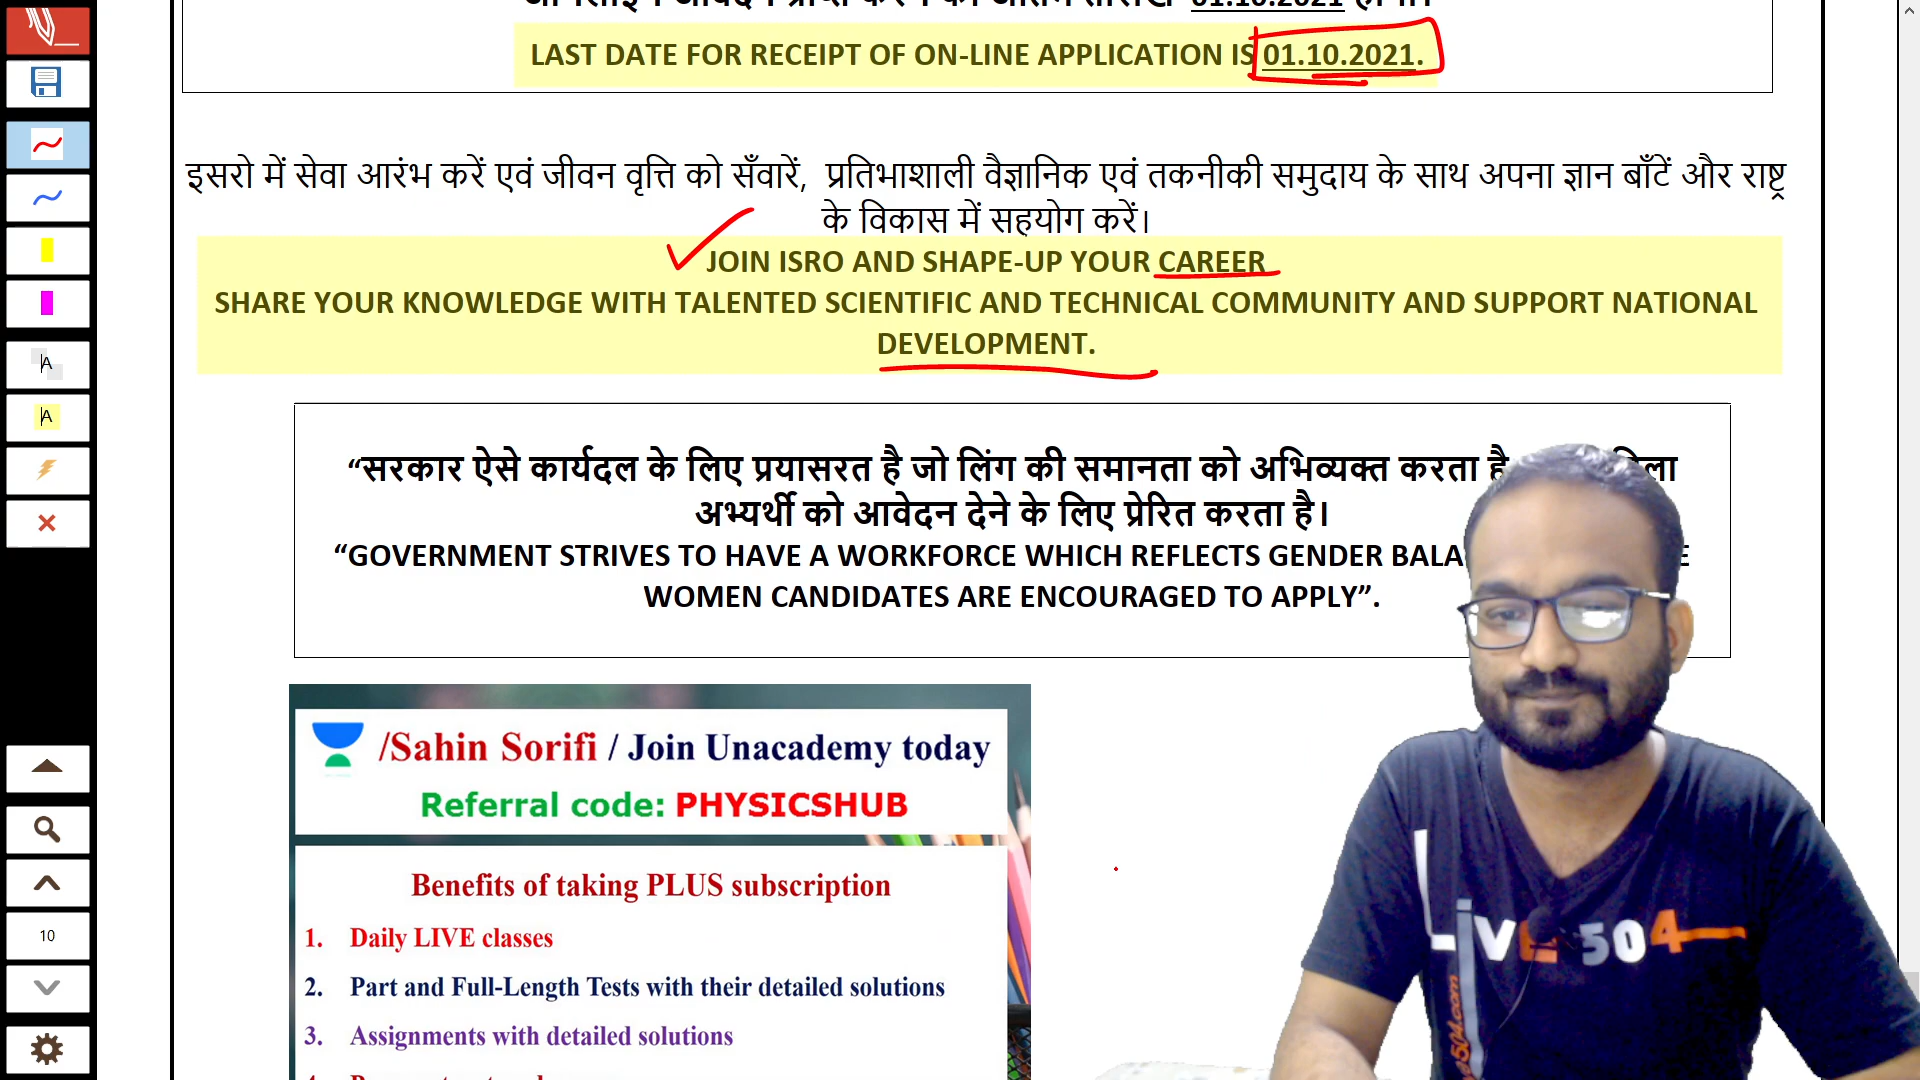 01.10.2021
LAST DATE FOR RECEIPT OF ON-LINE APPLICATION IS 01.10.2021.
इसरो में सेवा आरंभ करें एवं जीवन वृत्ति को सँवारें, प्रतिभाशाली वैज्ञानिक एवं तकनीकी समुदाय के साथ अपना ज्ञान बाँटें और राष्ट्र
के विकास में सहयोग करें।
JOIN ISRO AND SHAPE-UP YOUR CAREER
SHARE YOUR KNOWLEDGE WITH TALENTED SCIENTIFIC AND TECHNICAL COMMUNITY AND SUPPORT NATIONAL
DEVELOPMENT.
“सरकार ऐसे कार्यदल के लिए प्रयासरत है जो लिंग की समानता को अभिव्यक्त करता है
अभ्यर्थी को आवेदन देने के लिए प्रेरित करता है।
“GOVERNMENT STRIVES TO HAVE A WORKFORCE WHICH REFLECTS GENDER
WOMEN CANDIDATES ARE ENCOURAGED TO APPLY”.
/Sahin Sorifi / Join Unacademy today
Referral code: PHYSICSHUB
Benefits of taking PLUS subscription
1. Daily LIVE classes
2. Part and Full-Length Tests with their detailed solutions
3. Assignments with detailed solutions
LiVE 504
A
A
10